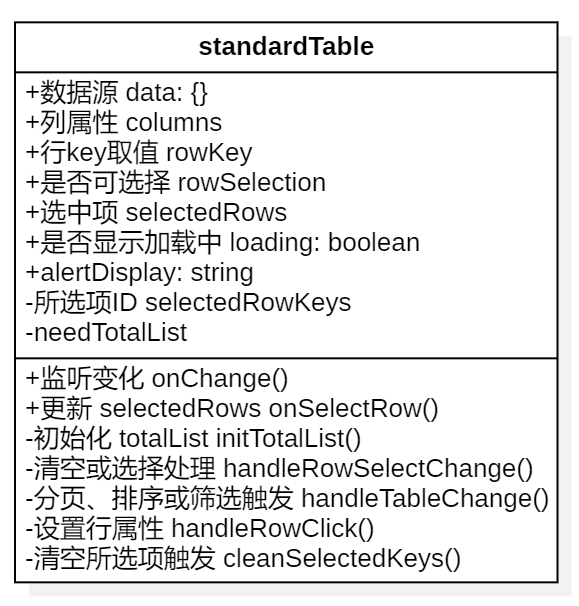 standardTable
+数据源 data: {}
+列属性 columns
+行key取值 rowKey
+是否可选择 rowSelection
+选中项 selectedRows
+是否显示加载中 loading: boolean
+alertDisplay: string
-所选项ID selectedRowKeys
-needTotalList
+监听变化 onChange()
+更新 selectedRows onSelectRow()
-初始化 totalList initTotalList()
-清空或选择处理 handleRowSelectChange()
-分页、排序或筛选触发 handleTableChange()
-设置行属性 handleRowClick()
-清空所选项触发 cleanSelectedKeys()